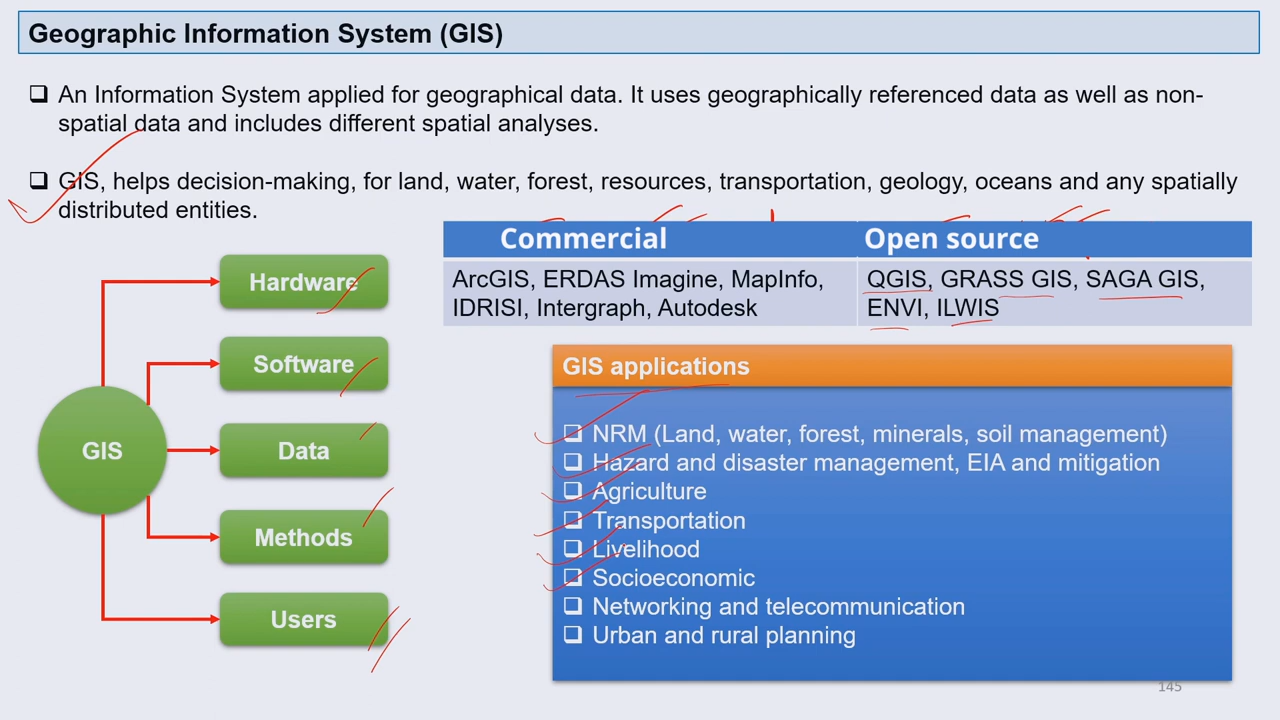 Geographic Information System (GIS)
❑ An Information System applied for geographical data. It uses geographically referenced data as well as non-
spatial data and includes different spatial analyses.
❑ GIS, helps decision-making, for land, water, forest, resources, transportation, geology, oceans and any spatially
distributed entities.
GIS
Hardware
Software
Data
Methods
Users
Commercial Open source
ArcGIS, ERDAS Imagine, MapInfo, QGIS, GRASS GIS, SAGA GIS,
IDRISI, Intergraph, Autodesk ENVI, ILWIS
GIS applications
❑ NRM (Land, water, forest, minerals, soil management)
❑ Hazard and disaster management, EIA and mitigation
❑ Agriculture
❑ Transportation
❑ Livelihood
❑ Socioeconomic
❑ Networking and telecommunication
❑ Urban and rural planning
145